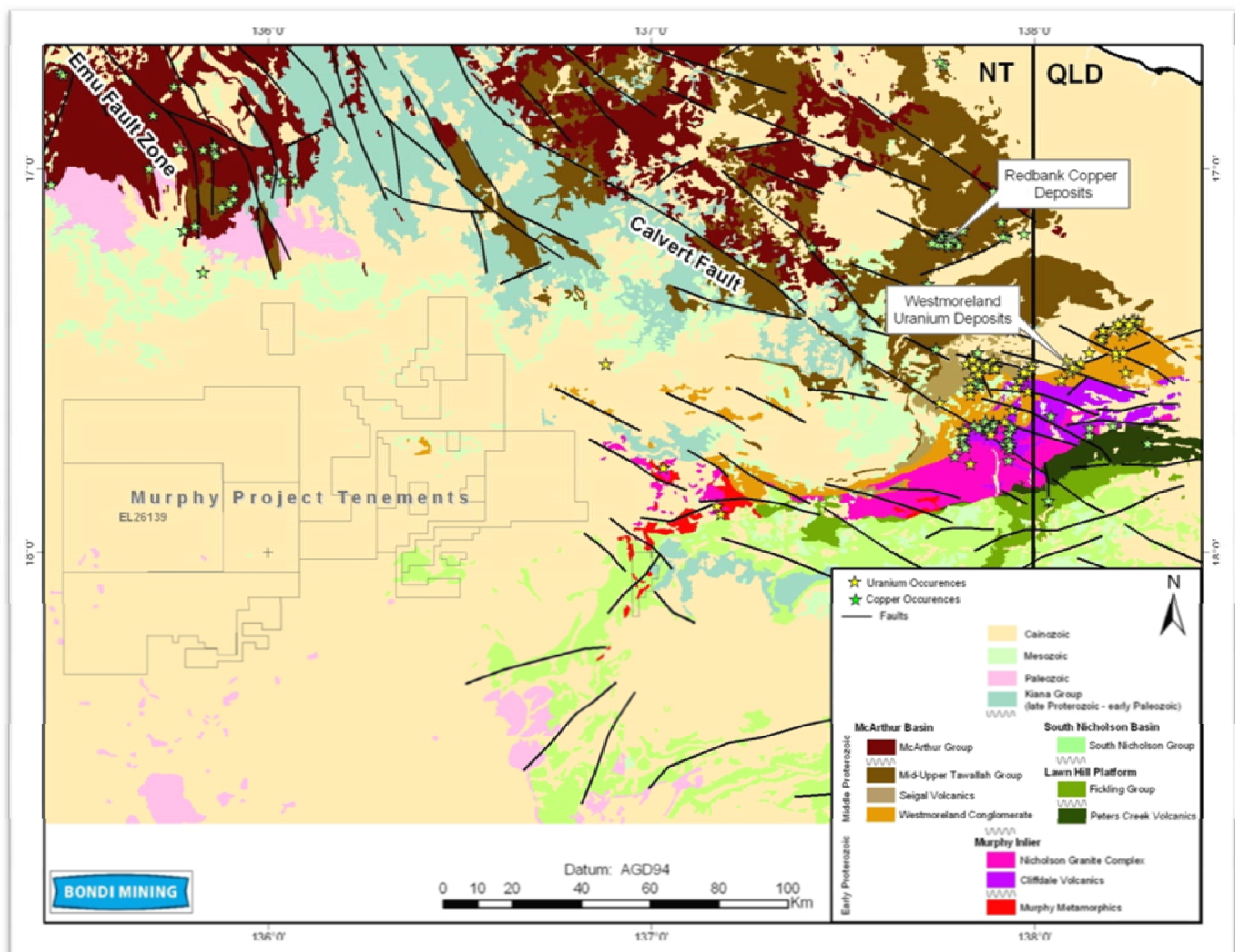 136°0'
137°0'
138°0'
NT
QLD
Emu Fault Zone
17°0'
17°0'
Redbank Copper
Deposits
Calvert Fault
Westmoreland
Uranium Deposits
Murphy Project Tenements
EL26139
18°0'
18°0'
Uranium Occurences
Copper Occurences
Faults
N
Cainozoic
Mesozoic
Paleozoic
Kiana Group
(late Proterozoic - early Paleozoic)
McArthur Basin
South Nicholson Basin
Middle Proterozoic
McArthur Group
South Nicholson Group
Lawn Hill Platform
Mid-Upper Tawallah Group
Fickling Group
Seigal Volcanics
Westmoreland Conglomerate
Peters Creek Volcanics
Murphy Inlier
Early Proterozoic
Nicholson Granite Complex
Cliffdale Volcanics
Murphy Metamorphics
BONDI MINING
Datum: AGD94
0 10 20 40 60 80 100
Km
136°0'
137°0'
138°0'